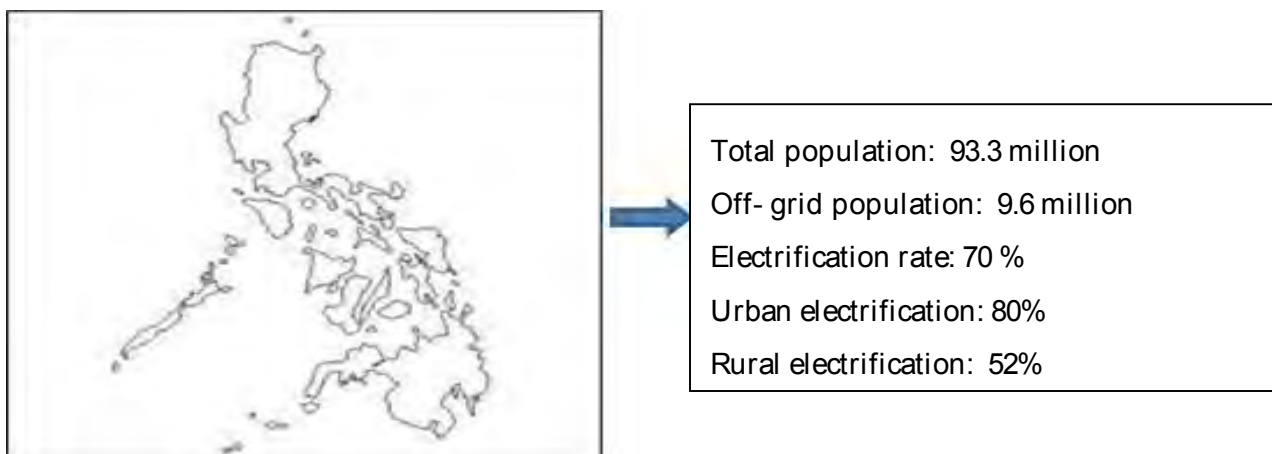 Total population: 93.3 million
Off- grid population: 9.6 million
Electrification rate: 70 %
Urban electrification: 80%
Rural electrification: 52%